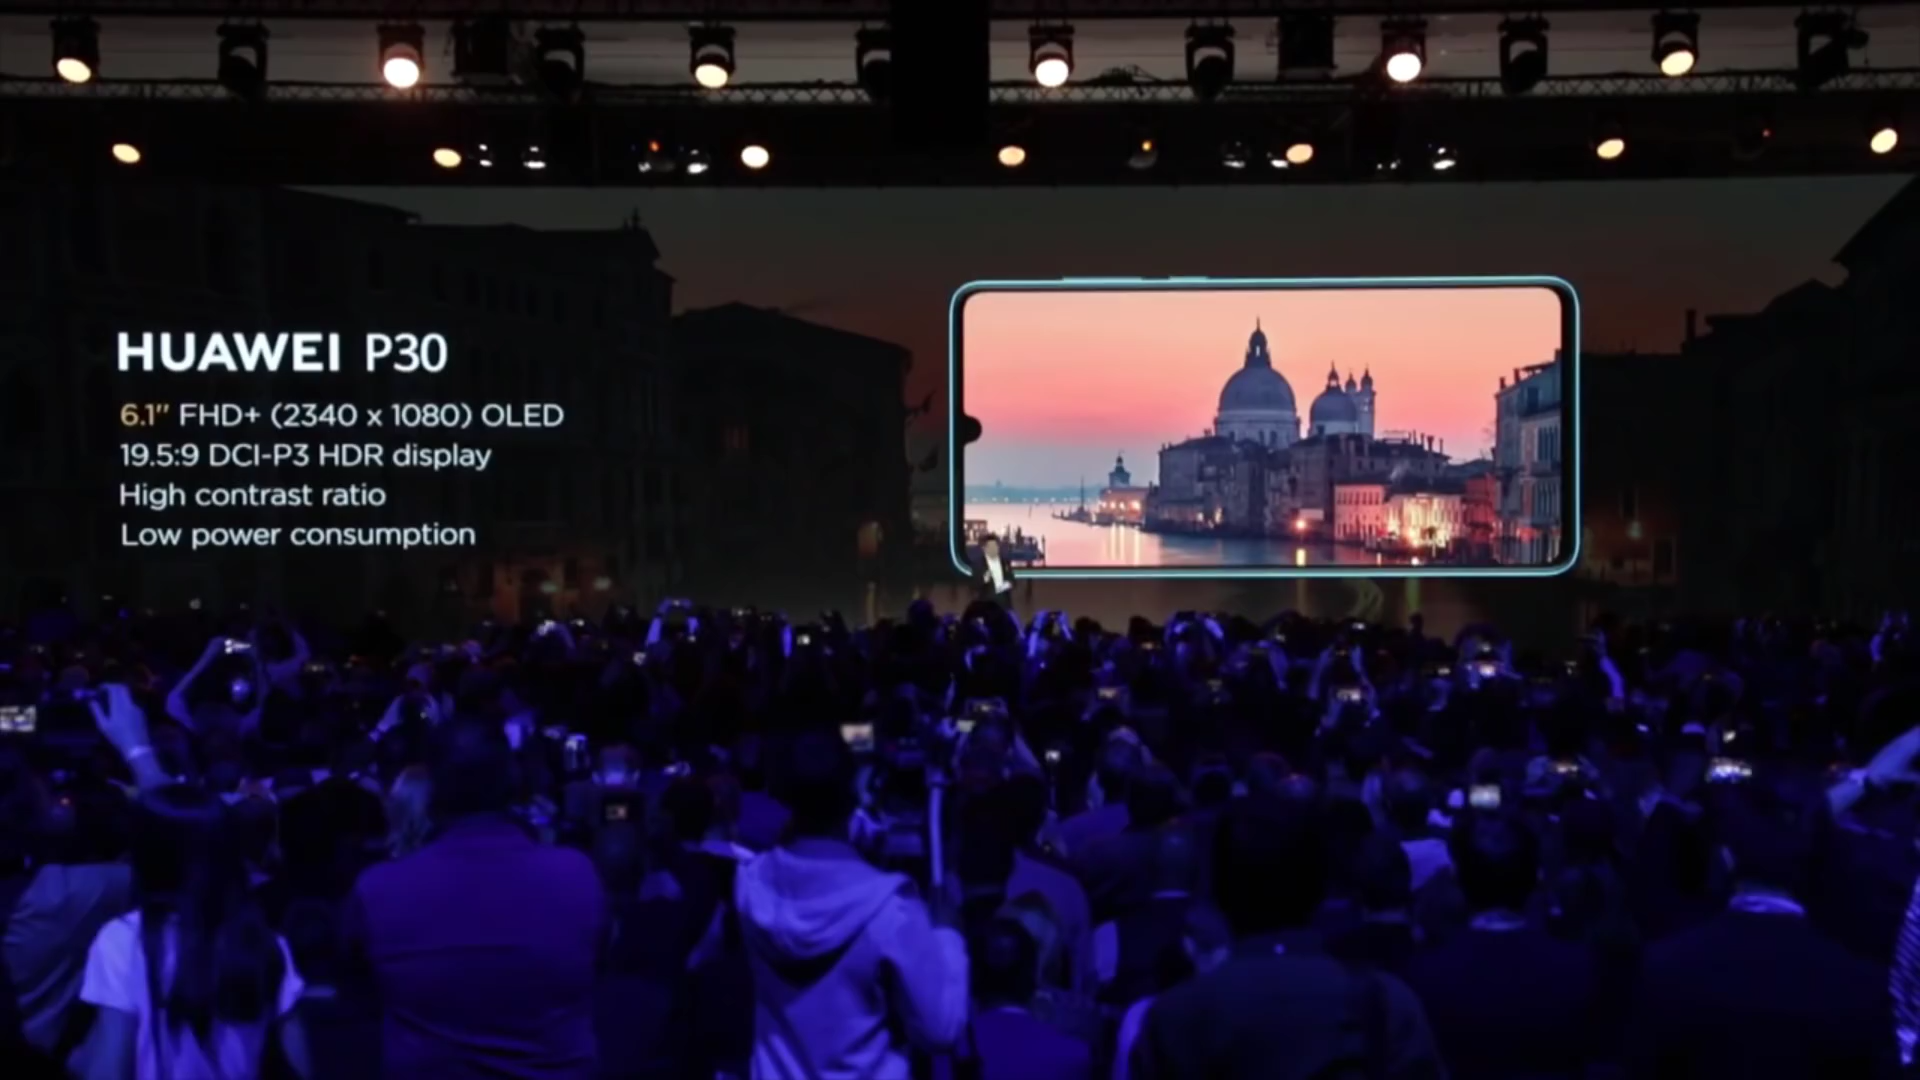 HUAWEI P30
6.1″ FHD+ (2340 x 1080) OLED
19.5:9 DCI-P3 HDR display
High contrast ratio
Low power consumption